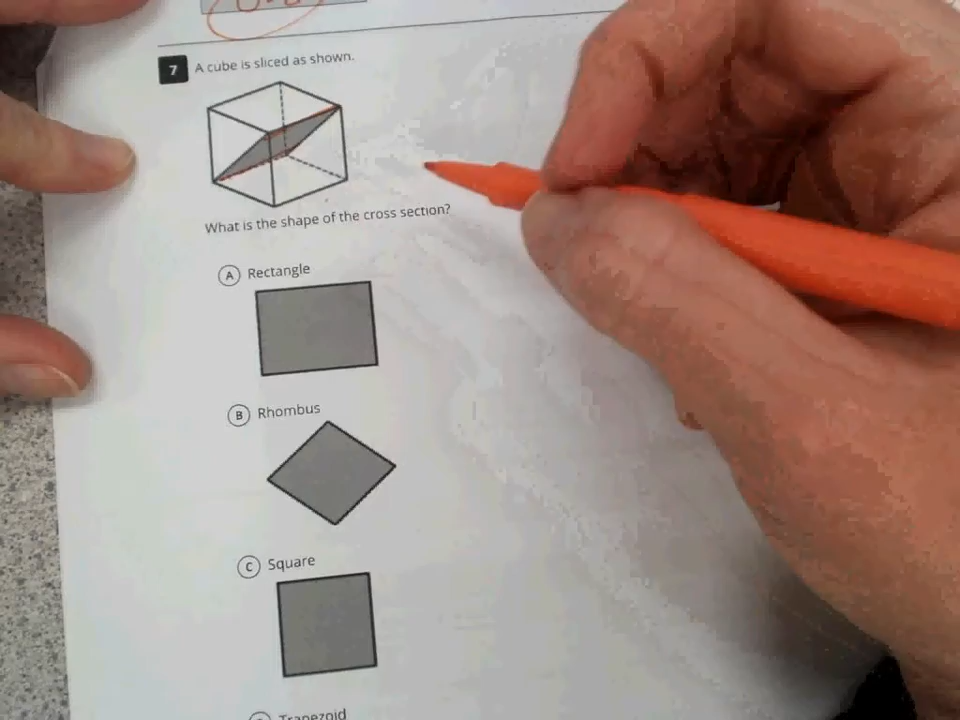 7 A cube is sliced as shown.
What is the shape of the cross section?
A Rectangle
B Rhombus
C Square
Trapezoid